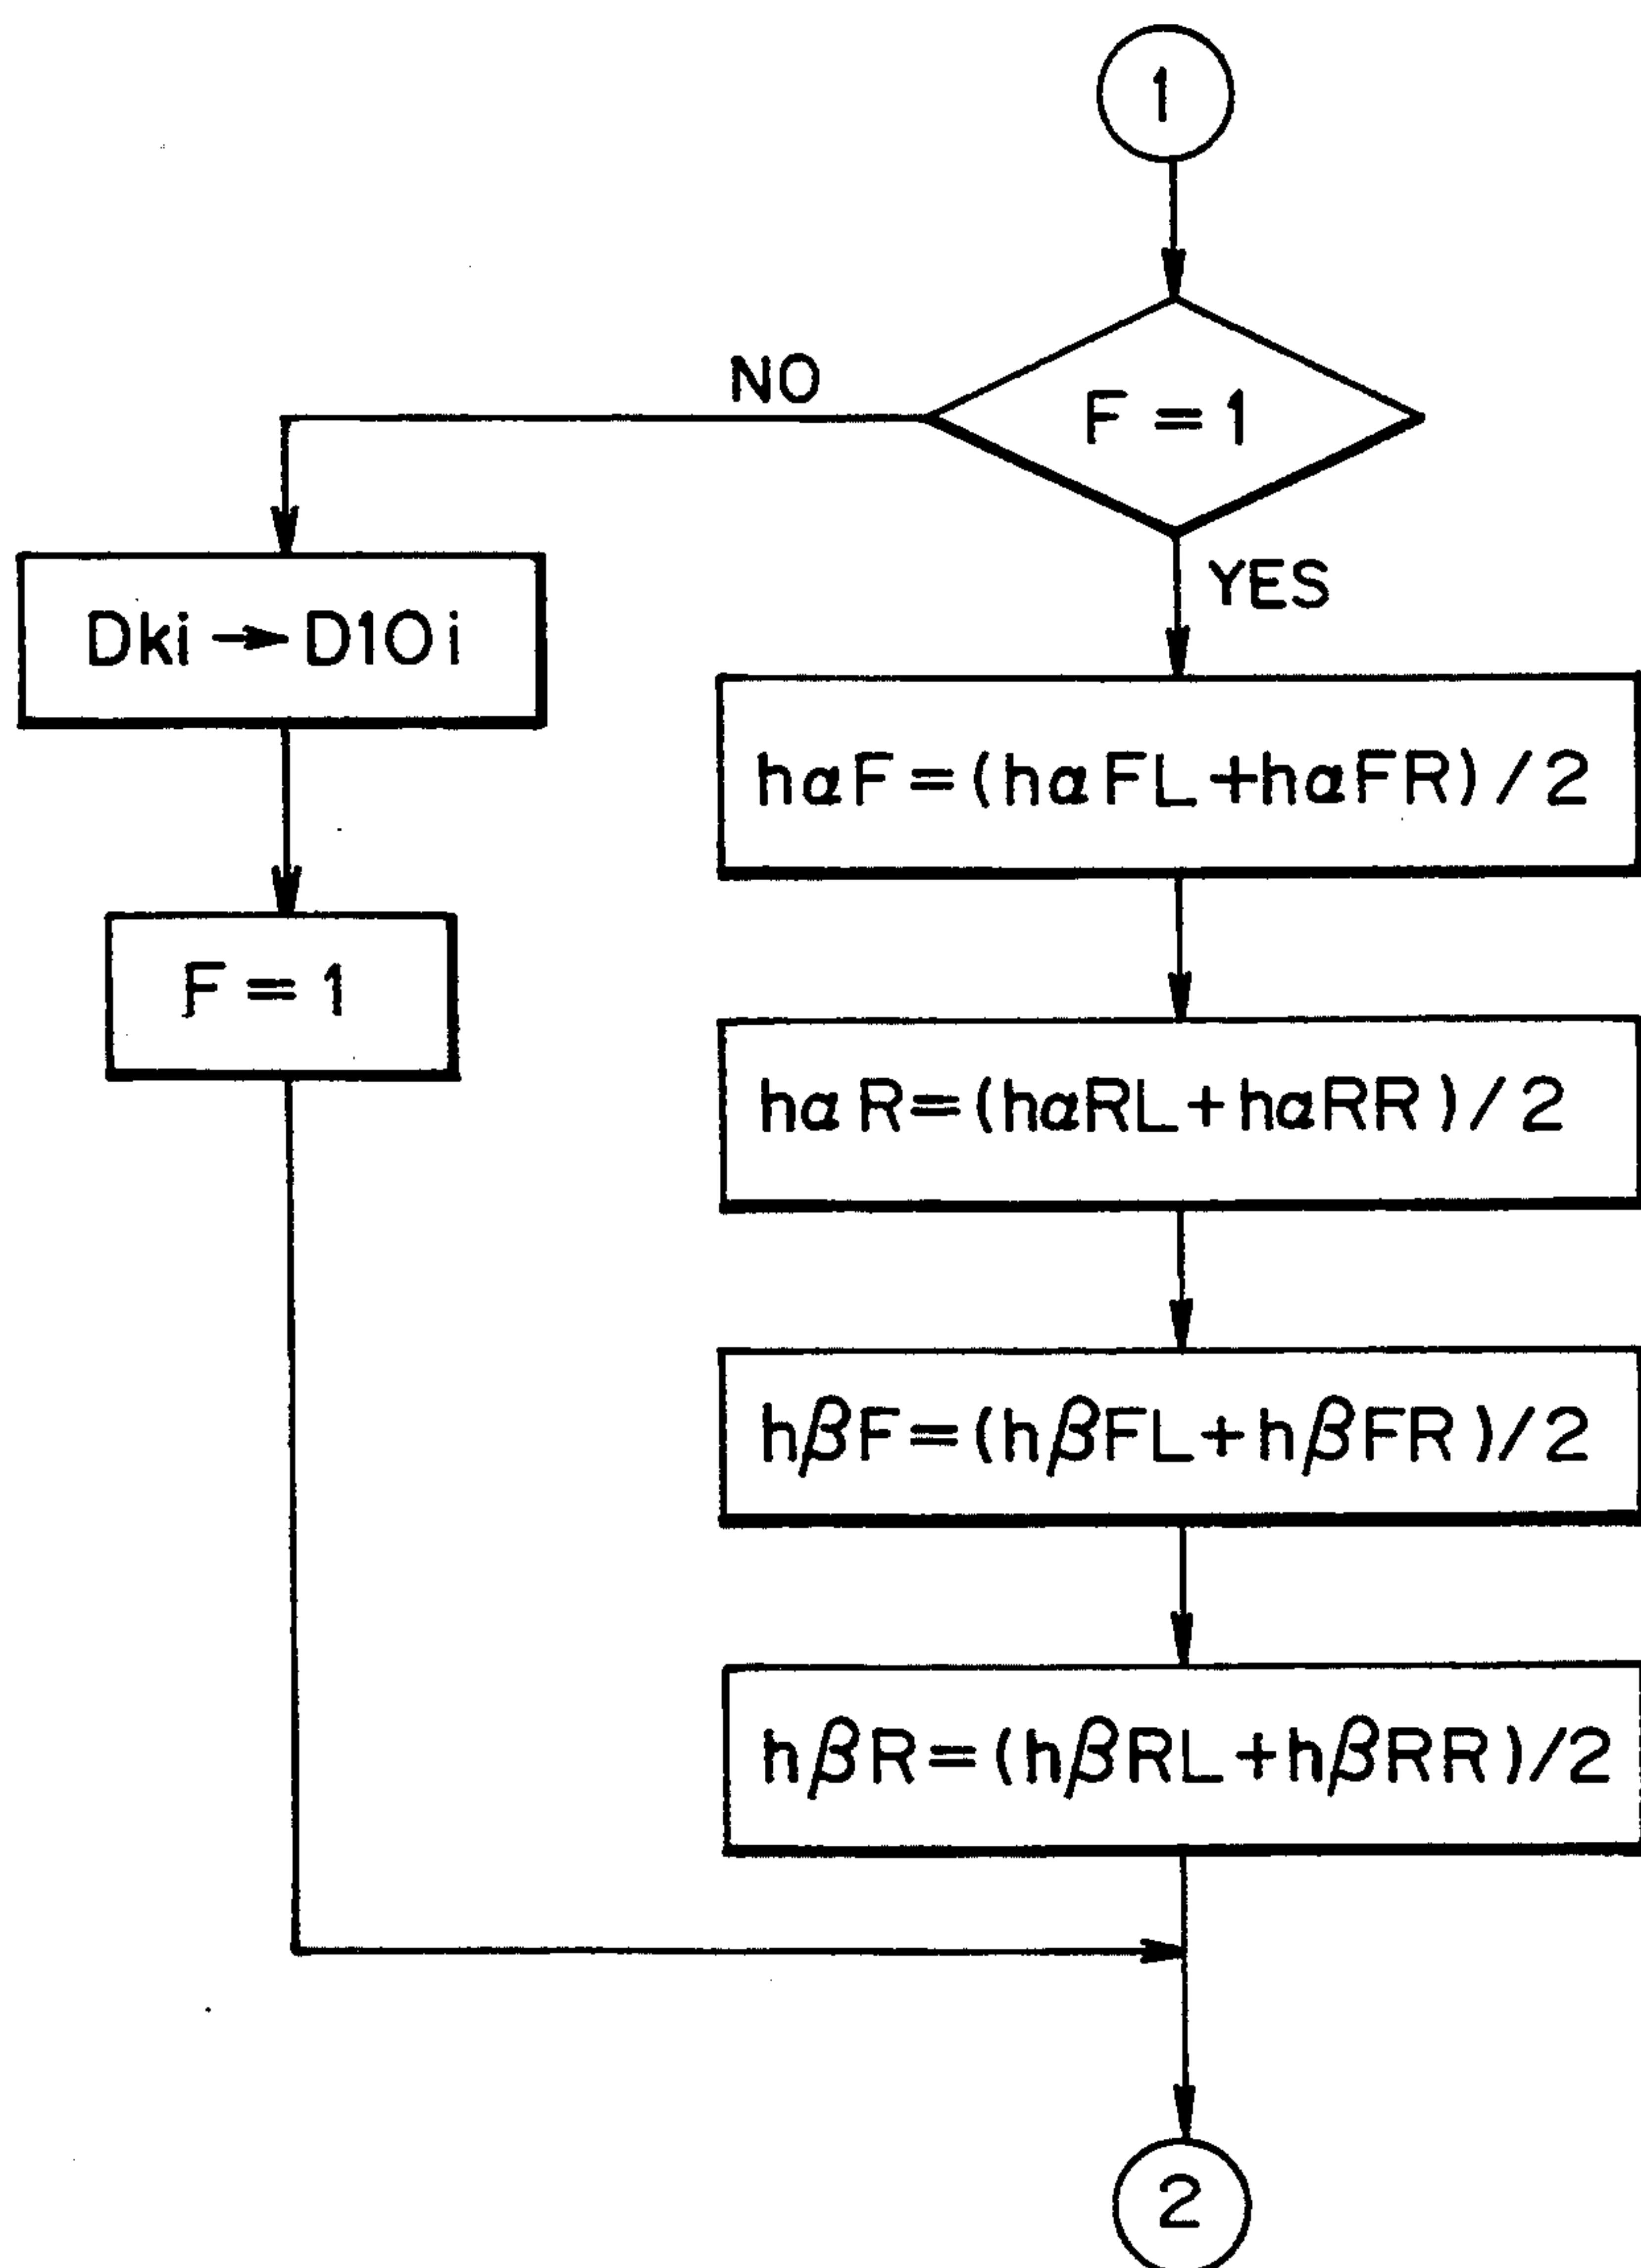 1
F=1
NO
YES
Dki→D10i
F=1
hαF=(hαFL+hαFR)/2
hαR=(hαRL+hαRR)/2
hβF=(hβFL+hβFR)/2
hβR=(hβRL+hβRR)/2
2